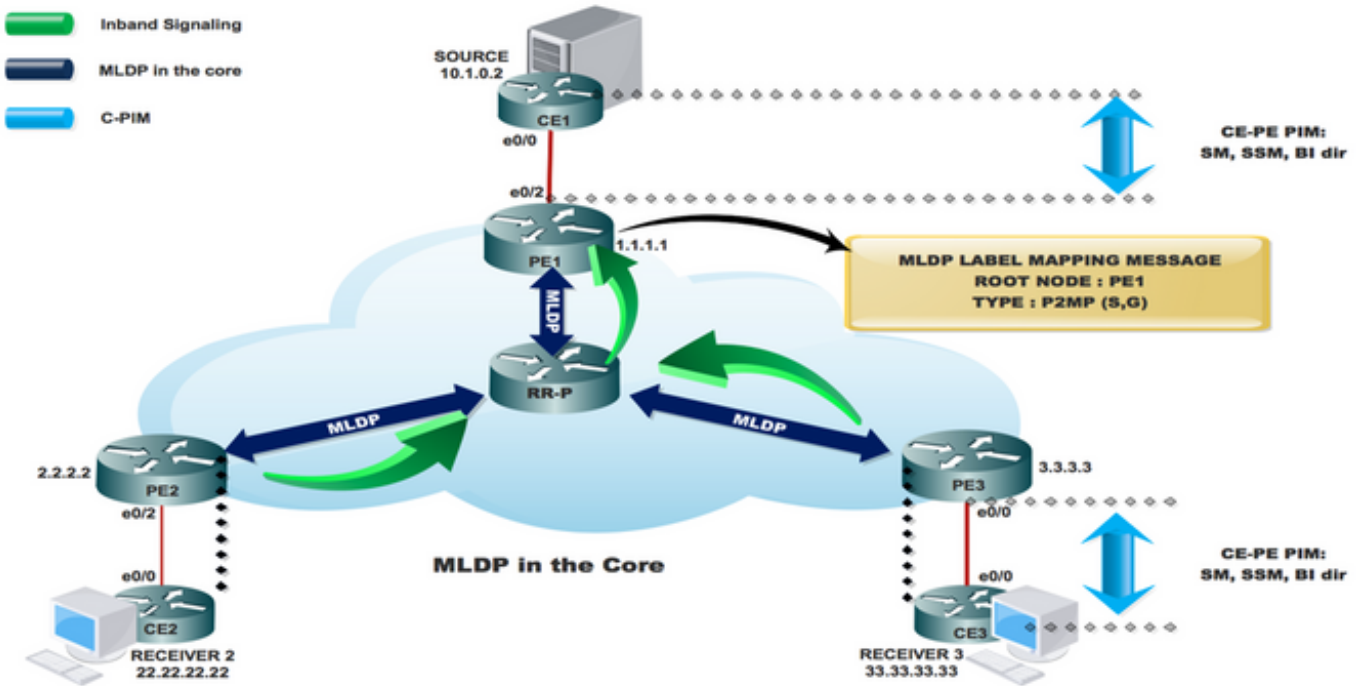 Inband Signaling
MLDP in the core
C-PIM
SOURCE
10.1.0.2
CE1
e0/0
CE-PE PIM:
SM, SSM, BI dir
e0/2
PE1
1.1.1.1
MLDP LABEL MAPPING MESSAGE
ROOT NODE : PE1
TYPE : P2MP (S,G)
MLDP
RR-P
MLDP
MLDP
2.2.2.2
PE2
e0/2
PE3
3.3.3.3
e0/0
MLDP in the Core
CE-PE PIM:
SM, SSM, BI dir
e0/0
CE2
RECEIVER 2
22.22.22.22
e0/0
CE3
RECEIVER 3
33.33.33.33